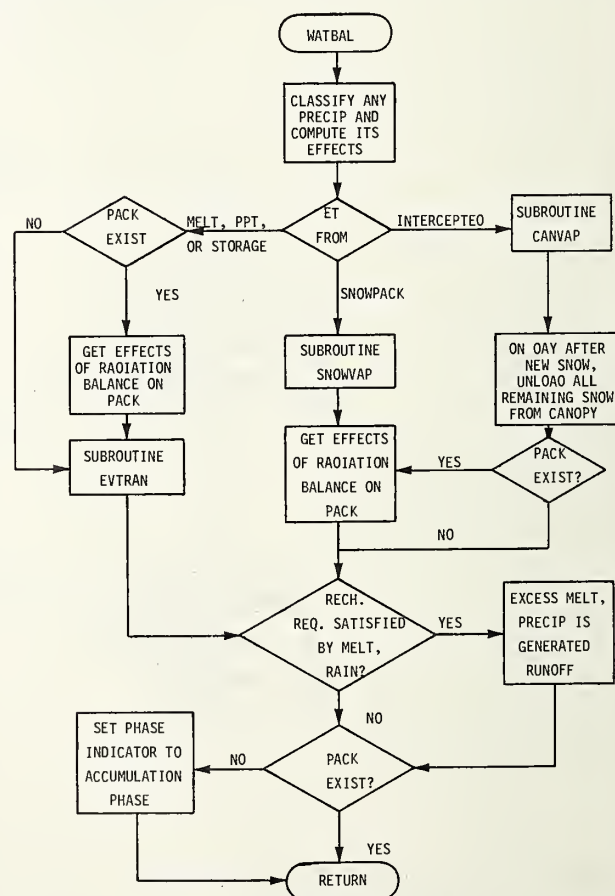 WATBAL
CLASSIFY ANY
PRECIP AND
COMPUTE ITS
EFFECTS
PACK
EXIST
NO
YES
MELT, PPT,
OR STORAGE
ET
FROM
INTERCEPTEO
SUBROUTINE
CANVAP
SNOWPACK
GET EFFECTS
OF RAOIATION
BALANCE ON
PACK
SUBROUTINE
EVTRAN
SUBROUTINE
SNOWVAP
GET EFFECTS
OF RAOIATION
BALANCE ON
PACK
ON OAY AFTER
NEW SNOW,
UNLOAO ALL
REMAINING SNOW
FROM CANOPY
PACK
EXIST?
YES
NO
RECH.
REQ. SATISFIED
BY MELT,
RAIN?
YES
EXCESS MELT,
PRECIP IS
GENERATED
RUNOFF
NO
PACK
EXIST?
NO
SET PHASE
INDICATOR TO
ACCUMULATION
PHASE
YES
RETURN